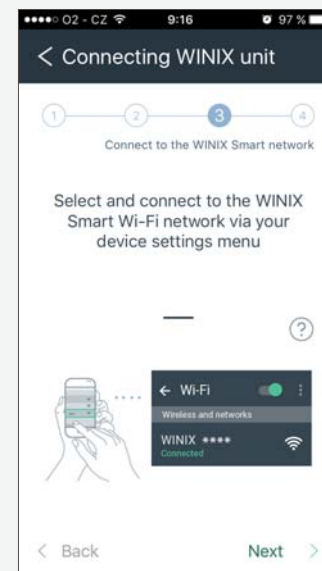 O2 - CZ 9:16 97 %
< Connecting WINIX unit
1 2 3 4
Connect to the WINIX Smart network
Select and connect to the WINIX
Smart Wi-Fi network via your
device settings menu
?
← Wi-Fi
Wireless and networks
WINIX ****
Connected
< Back Next >